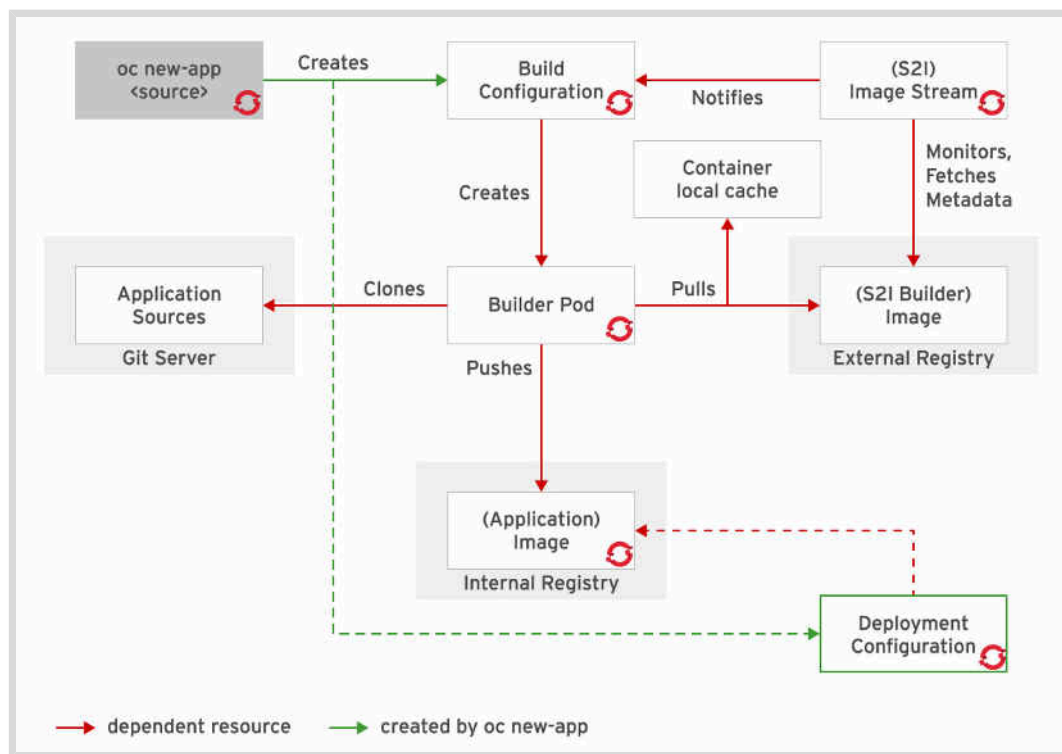 oc new-app
<source>
Creates
Build
Configuration
Notifies
(S2I)
Image Stream
Creates
Container
local cache
Monitors,
Fetches
Metadata
Application
Sources
Git Server
Clones
Builder Pod
Pulls
(S2I Builder)
Image
External Registry
Pushes
(Application)
Image
Internal Registry
Deployment
Configuration
dependent resource
created by oc new-app